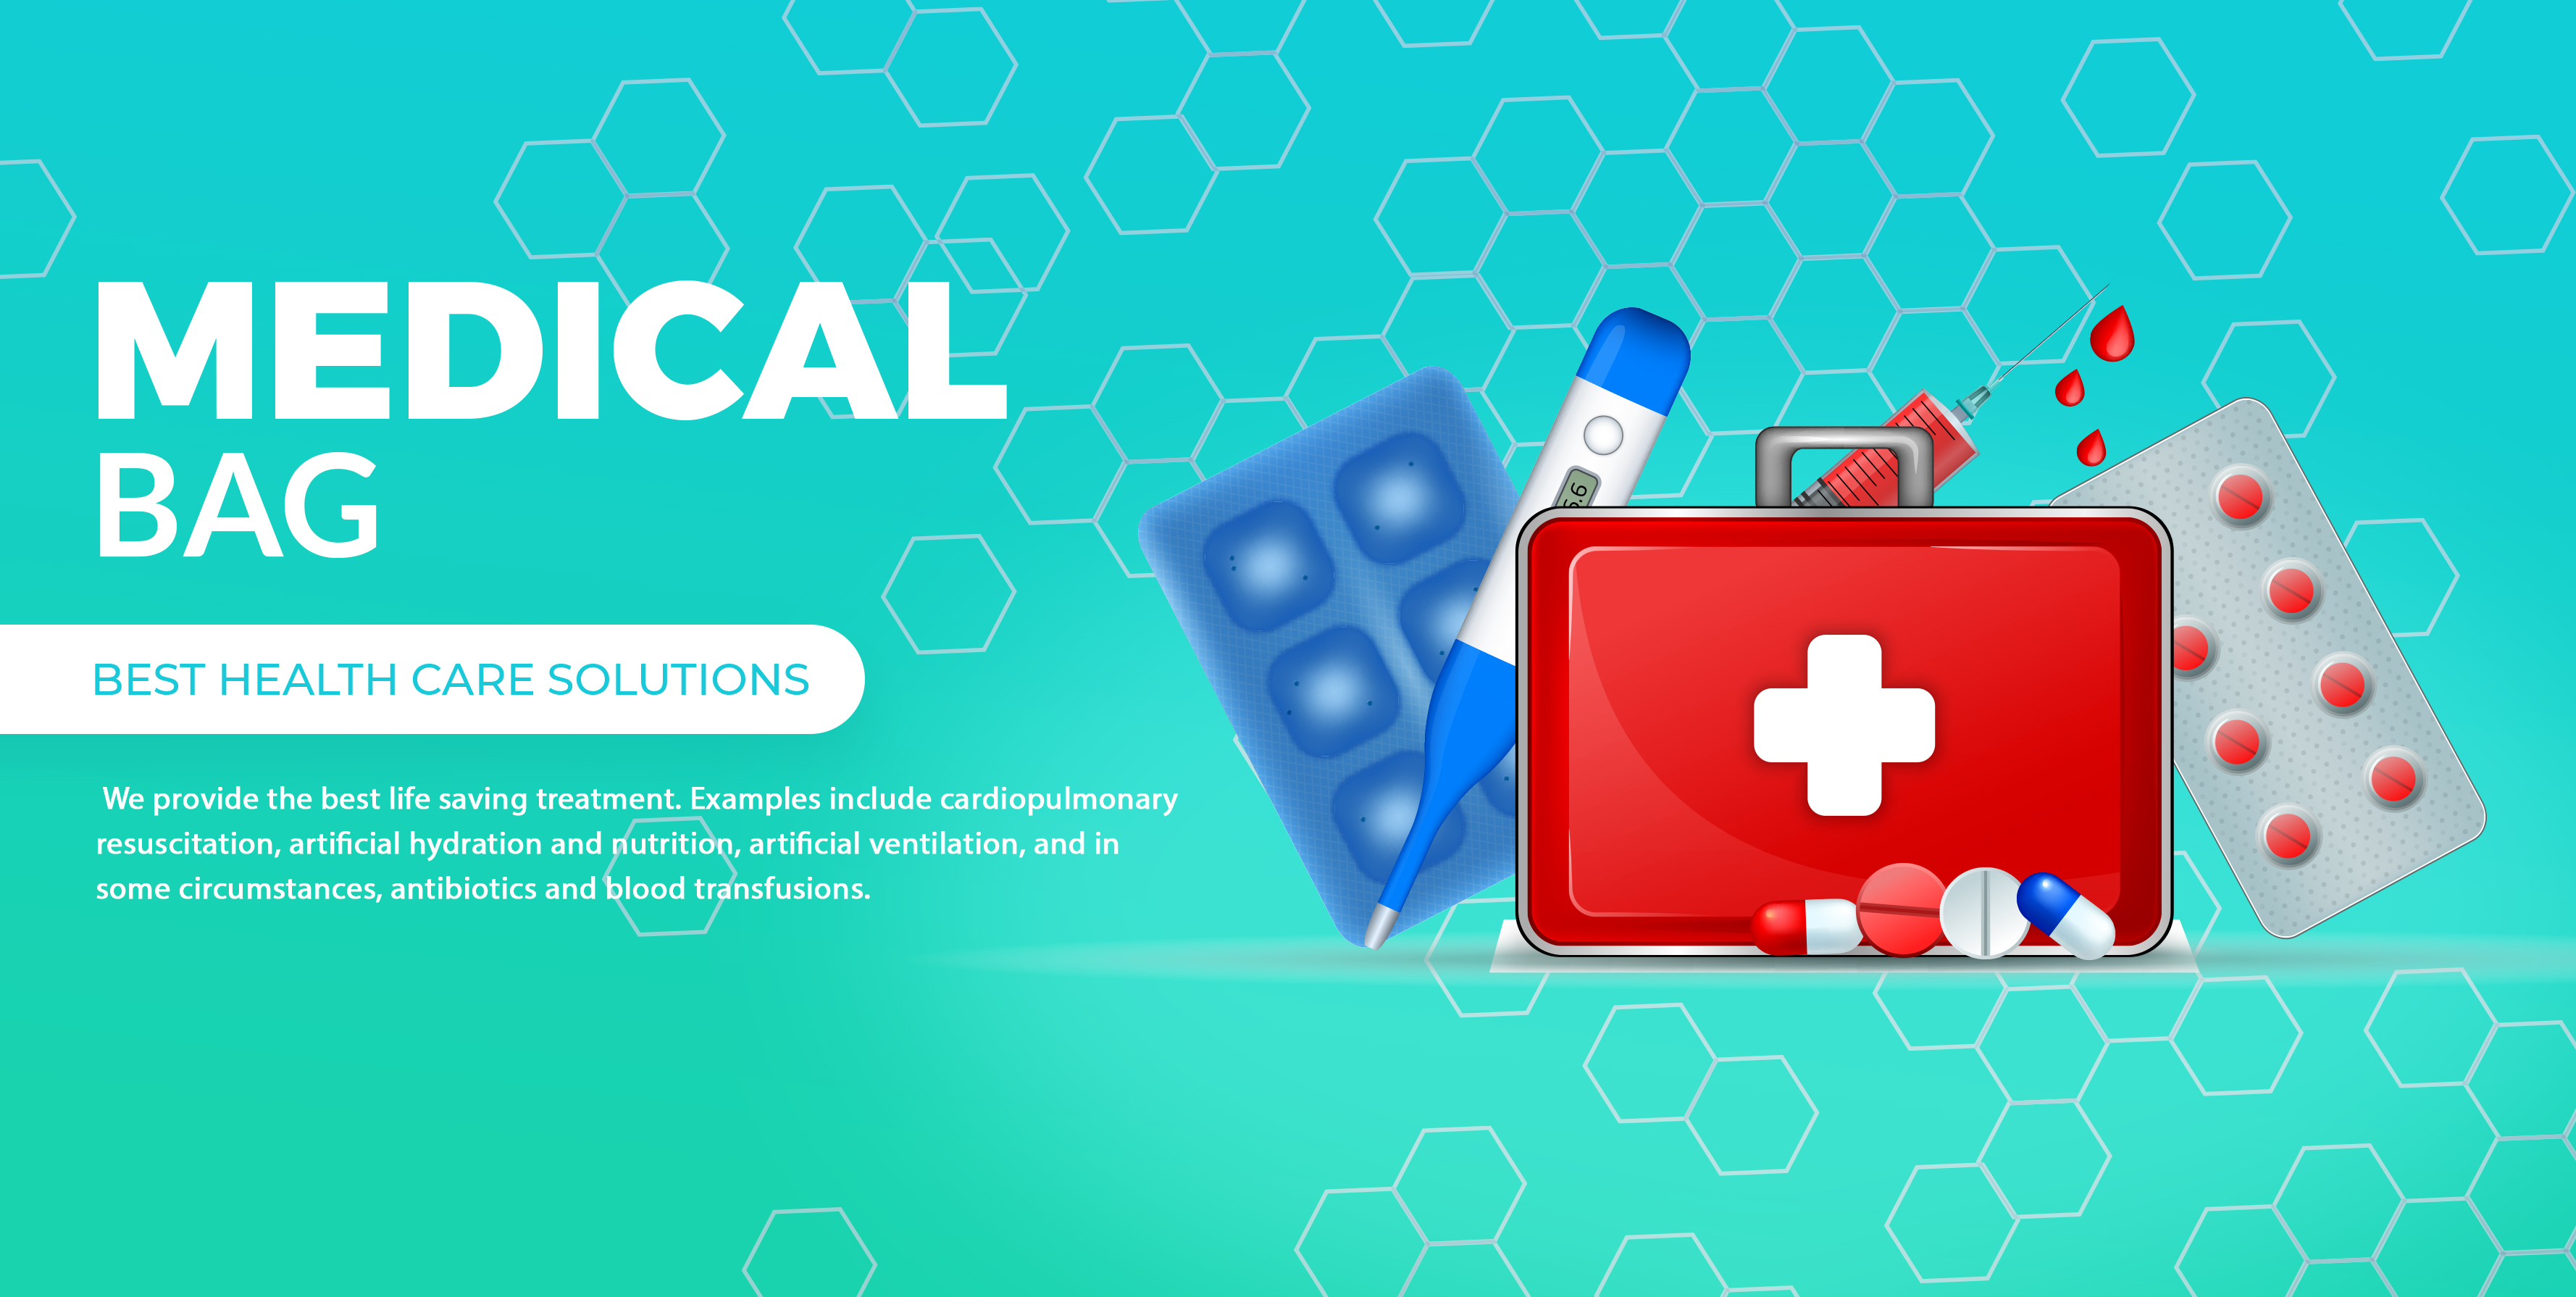 MEDICAL
BAG
BEST HEALTH CARE SOLUTIONS
We provide the best life saving treatment. Examples include cardiopulmonary
resuscitation, artificial hydration and nutrition, artificial ventilation, and in
some circumstances, antibiotics and blood transfusions.